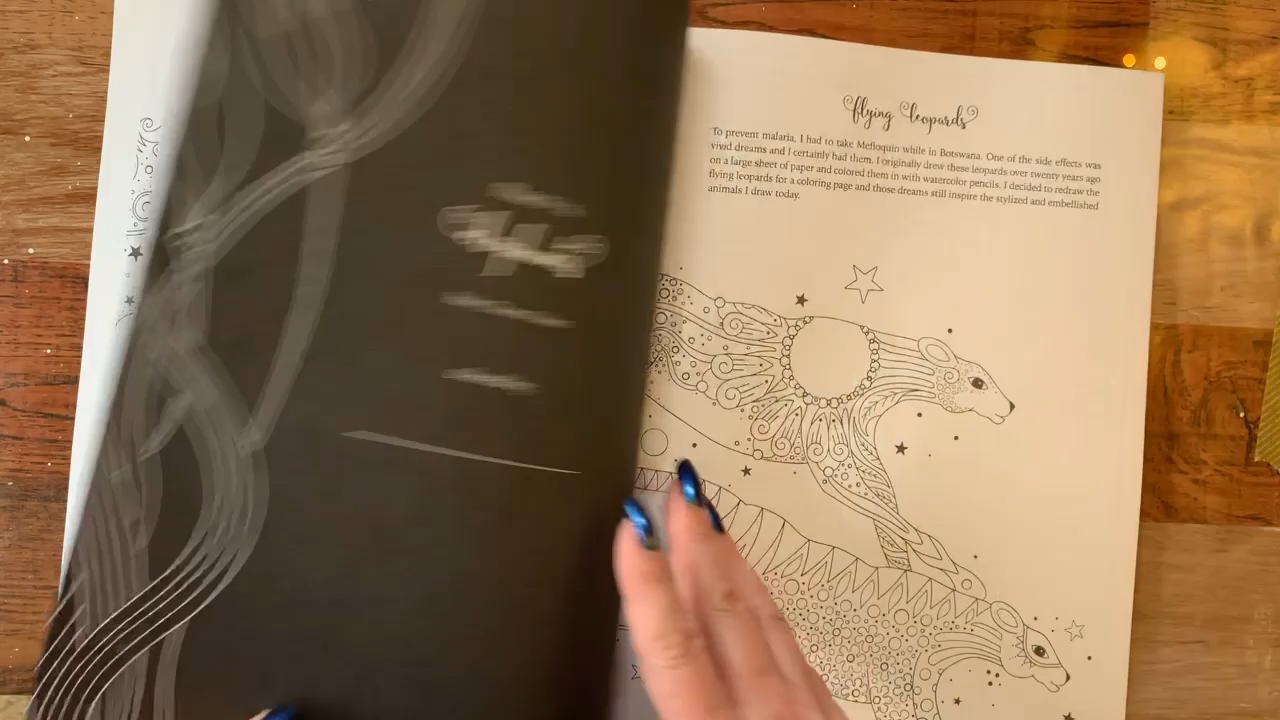 flying leopards
To prevent malaria, I had to take Mefloquin while in Botswana. One of the side effects was
vivid dreams and I certainly had them. I originally drew these leopards over twenty years ago
on a large sheet of paper and colored them in with watercolor pencils. I decided to redraw the
flying leopards for a coloring page and those dreams still inspire the stylized and embellished
animals I draw today.